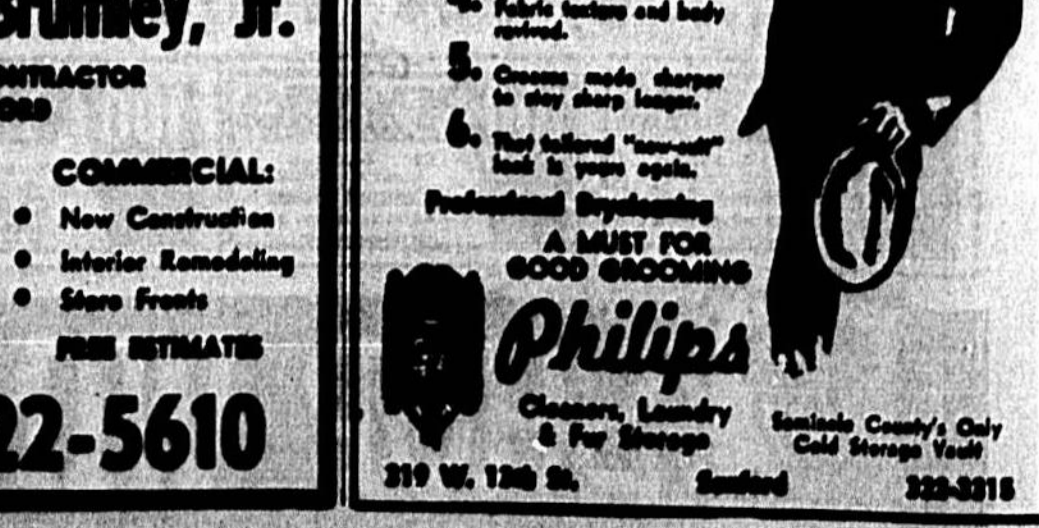 Brumley, Jr.
CONTRACTOR
COMMERCIAL:
• New Construction
• Interior Remodeling
• Store Fronts
FREE ESTIMATES
22-5610
4. Fabric texture and body
revived.
5. Creases made sharper
to stay sharp longer.
6. That tailored "new-suit"
look is yours again.
Professional Drycleaning
A MUST FOR
GOOD GROOMING
Philips
Cleaners, Laundry
& Fur Storage
Seminole County's Only
Cold Storage Vault
319 W. 13th St. Sanford 322-3315